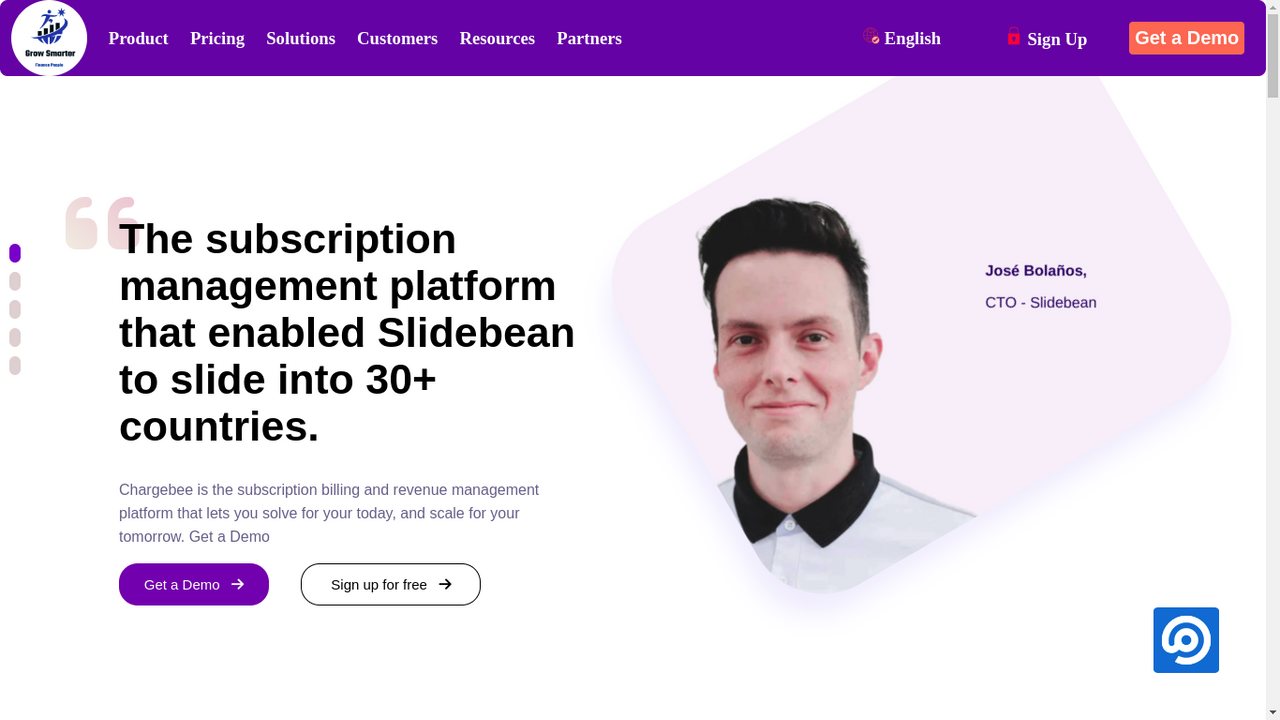 Grow Smarter
Finance People
Product
Pricing
Solutions
Customers
Resources
Partners
English
Sign Up
Get a Demo
The subscription
management platform
that enabled Slidebean
to slide into 30+
countries.
José Bolaños,
CTO - Slidebean
Chargebee is the subscription billing and revenue management
platform that lets you solve for your today, and scale for your
tomorrow. Get a Demo
Get a Demo
Sign up for free